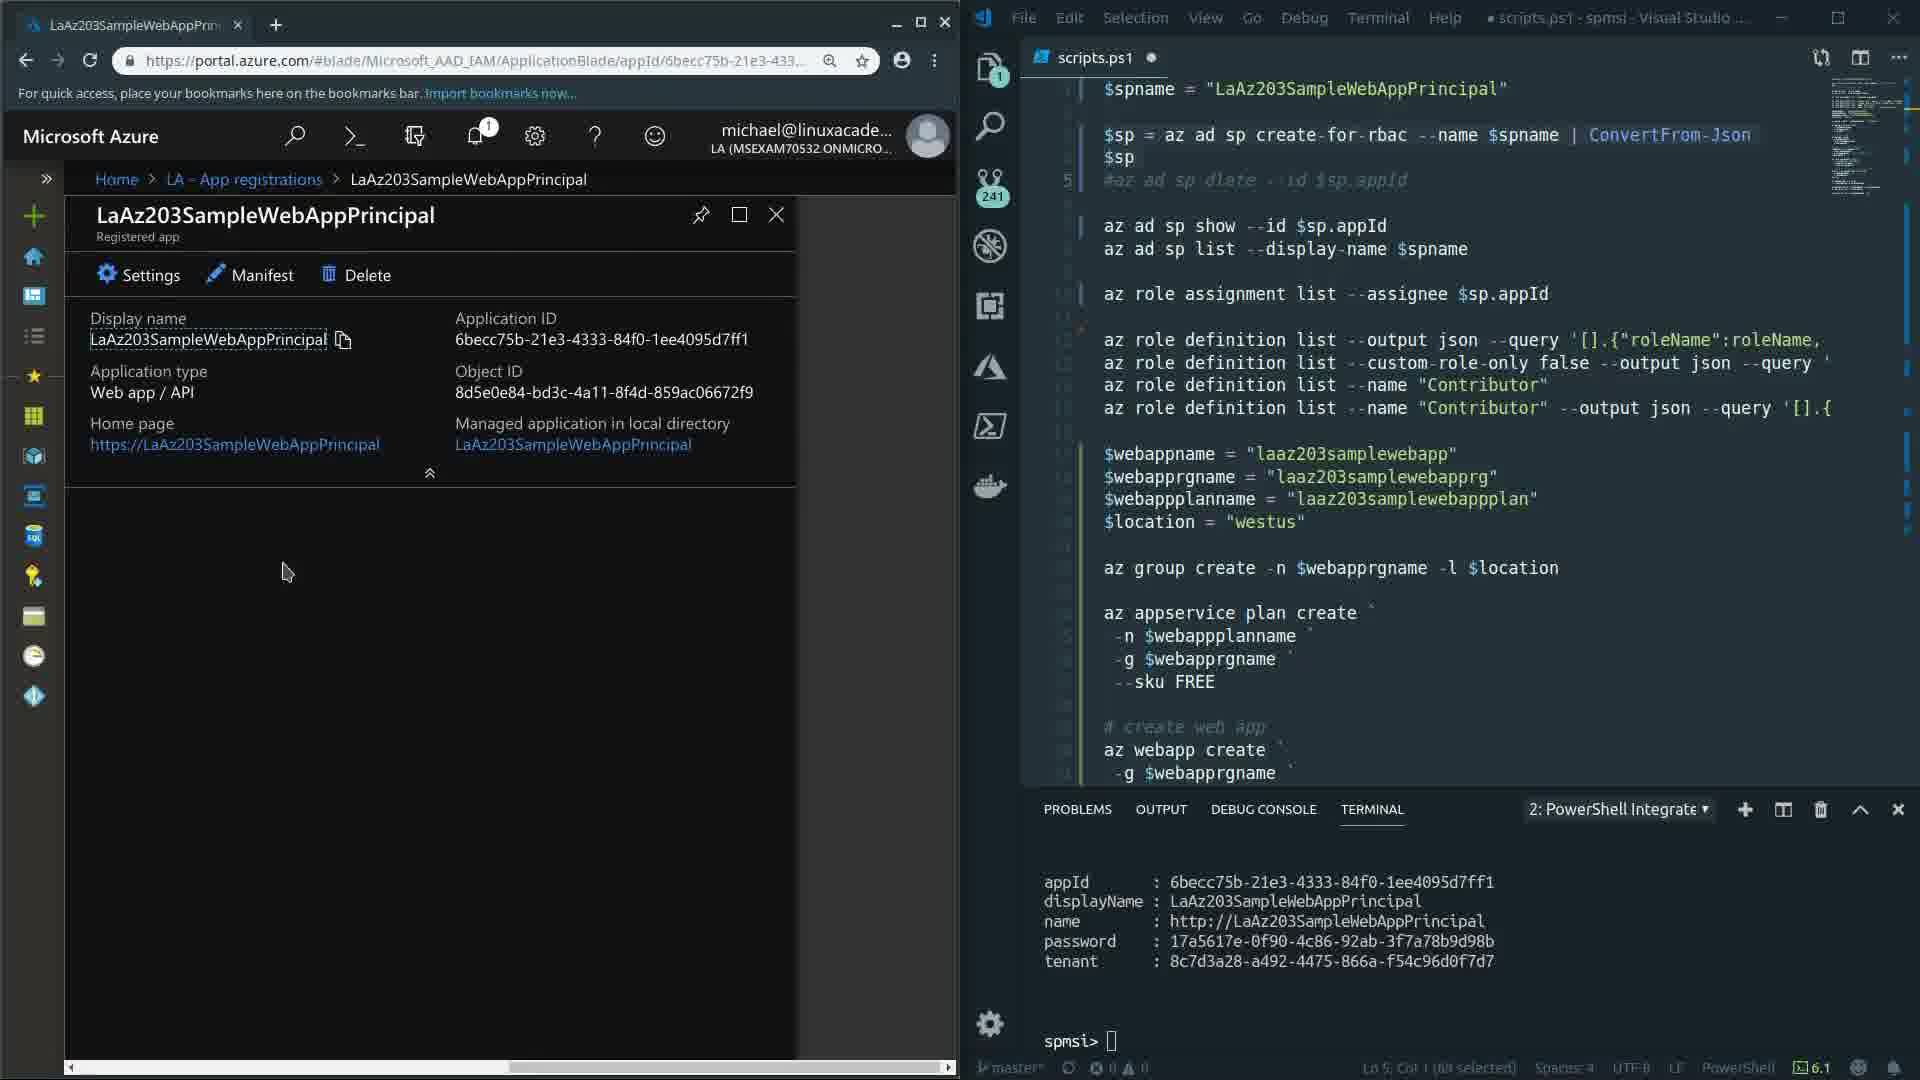 LaAz203SampleWebAppPrin
https://portal.azure.com/#blade/Microsoft_AAD_IAM/ApplicationBlade/appId/6becc75b-21e3-433...
For quick access, place your bookmarks here on the bookmarks bar. Import bookmarks now...
Microsoft Azure
1
michael@linuxacade...
LA (MSEXAM70532.ONMICRO...
Home > LA - App registrations > LaAz203SampleWebAppPrincipal
LaAz203SampleWebAppPrincipal
Registered app
Settings Manifest Delete
Display name
LaAz203SampleWebAppPrincipal
Application ID
6becc75b-21e3-4333-84f0-1ee4095d7ff1
Application type
Web app / API
Object ID
8d5e0e84-bd3c-4a11-8f4d-859ac06672f9
Home page
https://LaAz203SampleWebAppPrincipal
Managed application in local directory
LaAz203SampleWebAppPrincipal
SQL
File Edit Selection View Go Debug Terminal Help ● scripts.ps1 - spmsi - Visual Studio ...
scripts.ps1
1
241
$spname = "LaAz203SampleWebAppPrincipal"
$sp = az ad sp create-for-rbac --name $spname | ConvertFrom-Json
$sp
5 #az ad sp dlete --id $sp.appId
az ad sp show --id $sp.appId
az ad sp list --display-name $spname
az role assignment list --assignee $sp.appId
az role definition list --output json --query '[].{"roleName":roleName,
az role definition list --custom-role-only false --output json --query '
az role definition list --name "Contributor"
az role definition list --name "Contributor" --output json --query '[].{
$webappname = "laaz203samplewebapp"
$webapprgname = "laaz203samplewebapprg"
$webappplanname = "laaz203samplewebappplan"
$location = "westus"
az group create -n $webapprgname -l $location
az appservice plan create `
-n $webappplanname `
-g $webapprgname `
--sku FREE
# create web app
az webapp create `
-g $webapprgname `
PROBLEMS OUTPUT DEBUG CONSOLE TERMINAL 2: PowerShell Integrate
appId : 6becc75b-21e3-4333-84f0-1ee4095d7ff1
displayName : LaAz203SampleWebAppPrincipal
name : http://LaAz203SampleWebAppPrincipal
password : 17a5617e-0f90-4c86-92ab-3f7a78b9d98b
tenant : 8c7d3a28-a492-4475-866a-f54c96d0f7d7
spmsi>
master* 0 0 Ln 5, Col 1 (69 selected) Spaces: 4 UTF-8 LF PowerShell 6.1